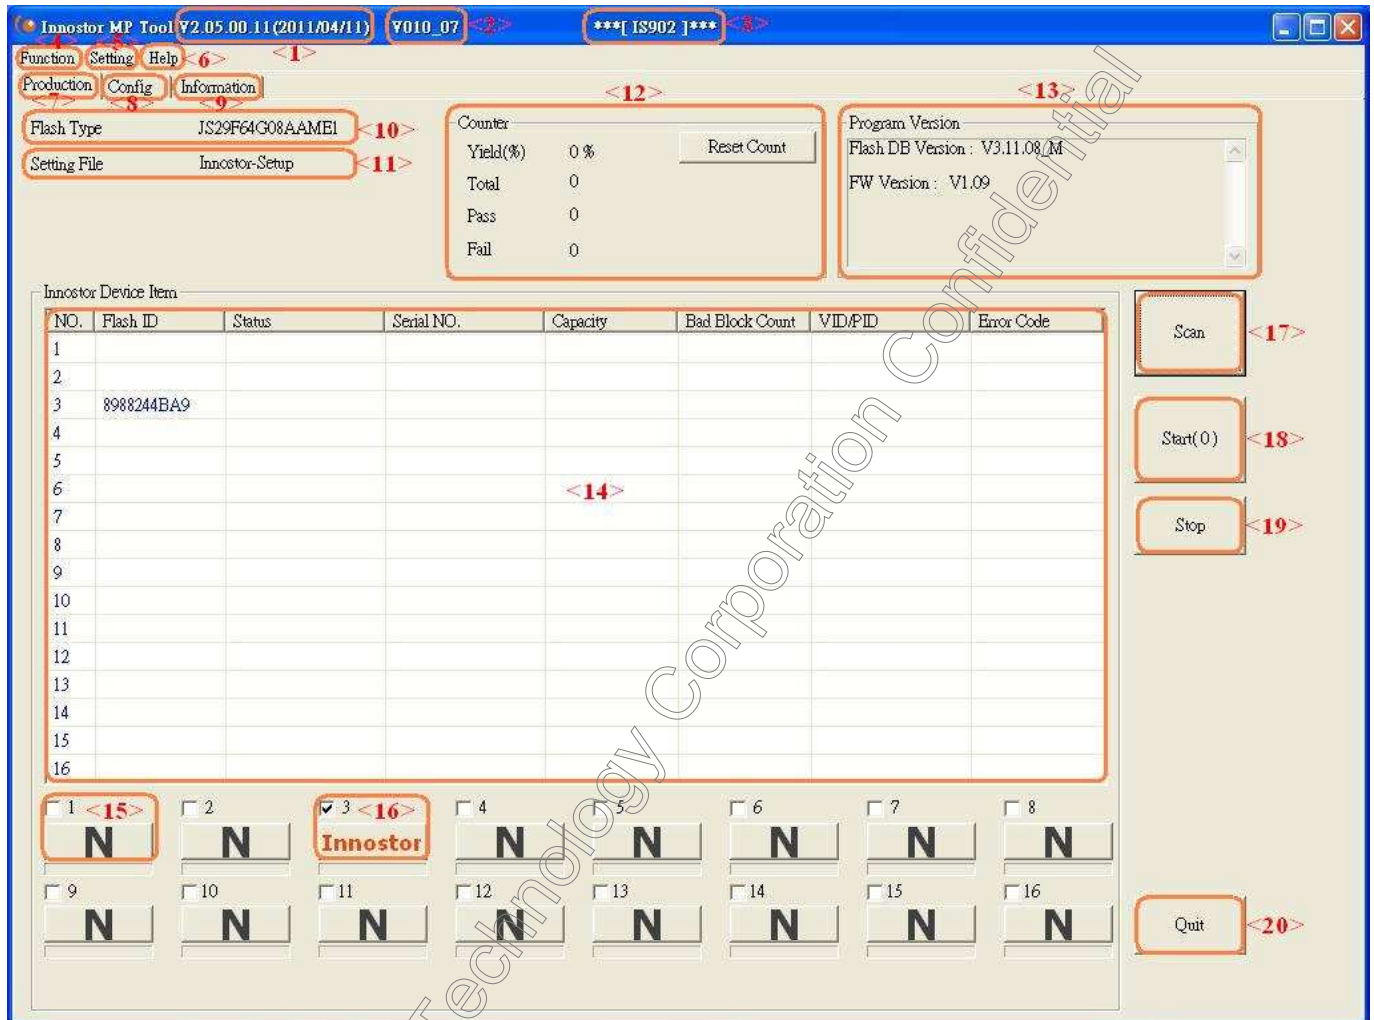 Innostor MP Tool V2.05.00.11(2011/04/11) V010_07 <2> ***[ IS902 ]*** <3>
<4> <5>
Function Setting Help <6> <1>
Production Config Information
<7> <8> <9> <12> <13>
Flash Type JS29F64G08AAME1 <10>
Setting File Innostor-Setup <11>
Counter
Yield(%) 0 % Reset Count
Total 0
Pass 0
Fail 0
Program Version
Flash DB Version : V3.11.08_M
FW Version : V1.09
Innostor Device Item
NO. Flash ID Status Serial NO. Capacity Bad Block Count VID/PID Error Code
1
2
3 8988244BA9
4
5
6 <14>
7
8
9
10
11
12
13
14
15
16
Scan <17>
Start( 0 ) <18>
Stop <19>
1 <15> 2 3 <16> 4 5 6 7 8
N N Innostor N N N N N
9 10 11 12 13 14 15 16
N N N N N N N N
Quit <20>
Technology Corporation Confidential